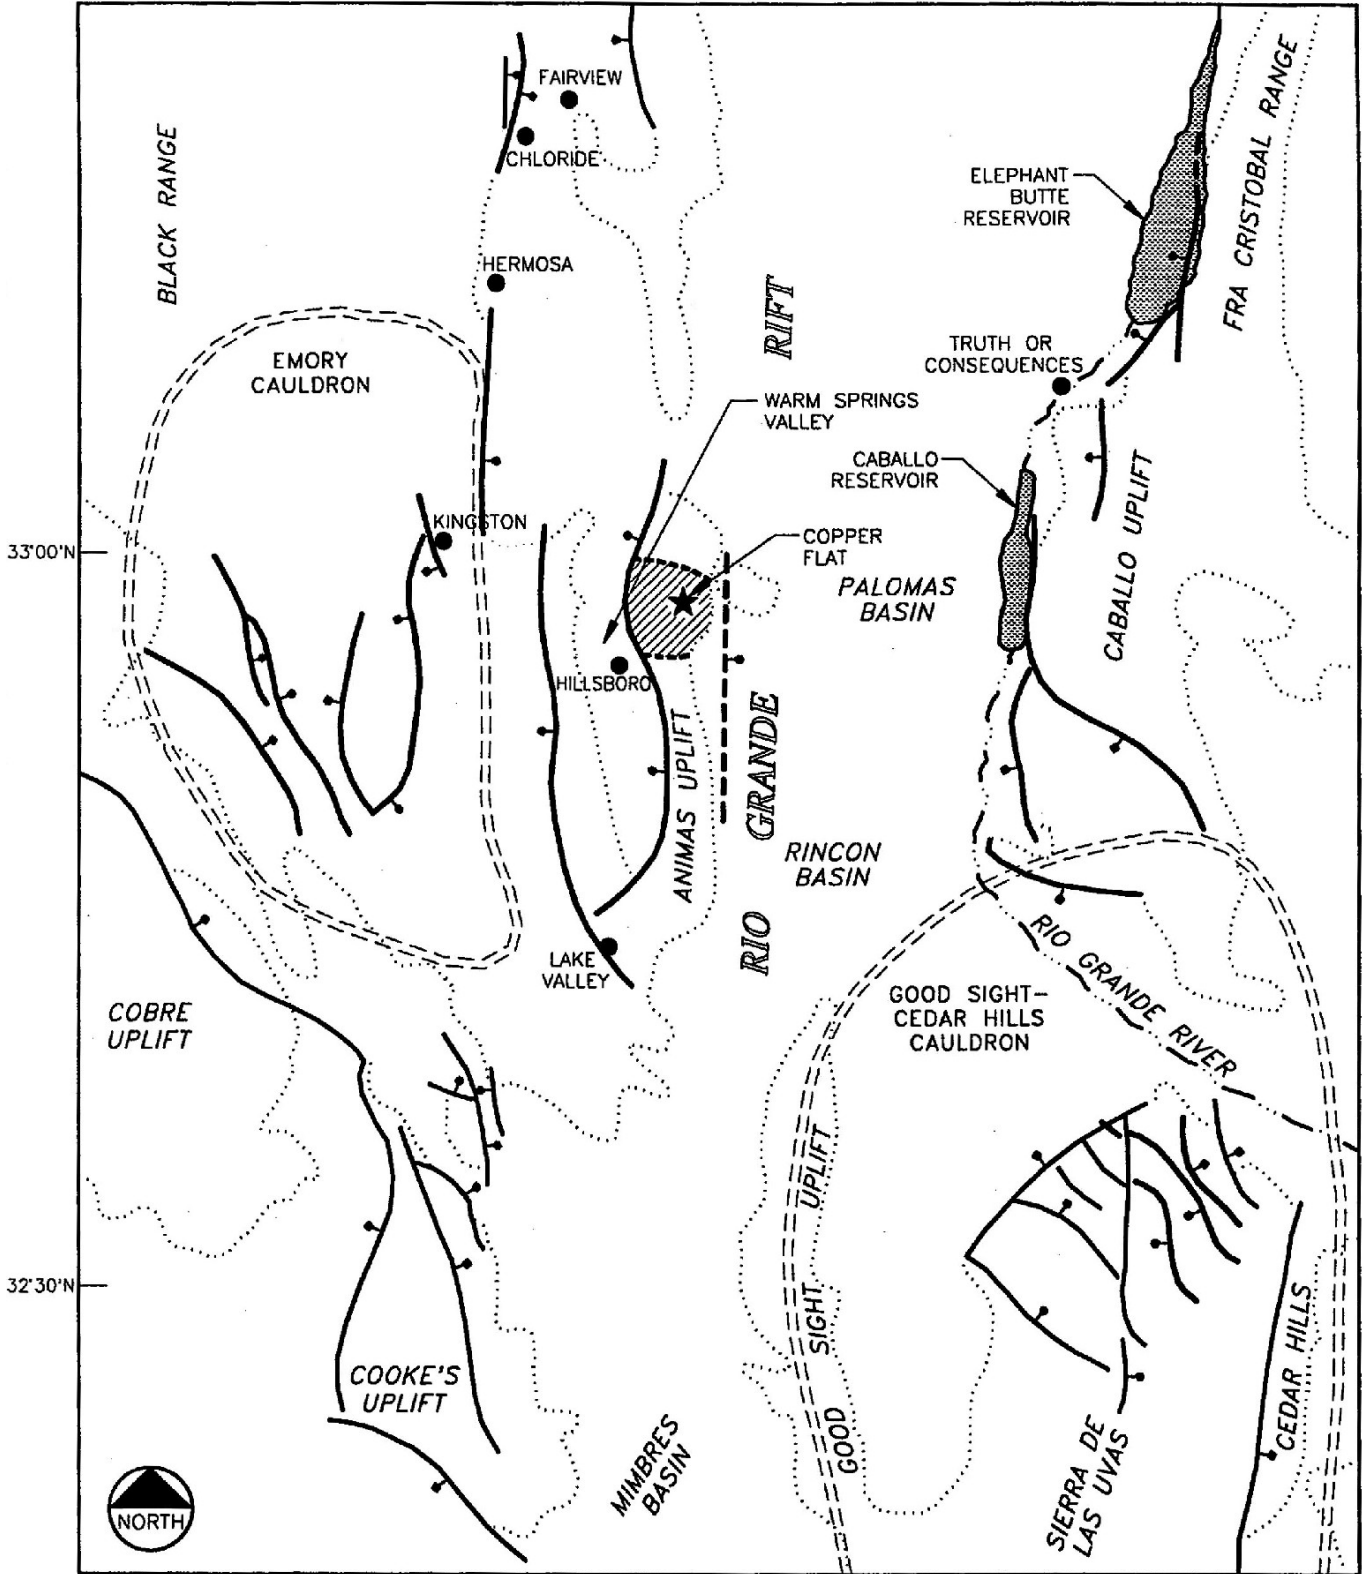 FAIRVIEW
CHLORIDE
BLACK RANGE
ELEPHANT
BUTTE
RESERVOIR
FRA CRISTOBAL RANGE
HERMOSA
RIFT
EMORY
CAULDRON
TRUTH OR
CONSEQUENCES
WARM SPRINGS
VALLEY
CABALLO
RESERVOIR
CABALLO UPLIFT
KINGSTON
33°00'N
COPPER
FLAT
PALOMAS
BASIN
HILLSBORO
ANIMAS UPLIFT
GRANDE
RINCON
BASIN
RIO
LAKE
VALLEY
RIO GRANDE RIVER
COBRE
UPLIFT
GOOD SIGHT-
CEDAR HILLS
CAULDRON
GOOD SIGHT UPLIFT
32°30'N
COOKE'S
UPLIFT
CEDAR HILLS
MIMBRES
BASIN
SIERRA DE
LAS UVAS
NORTH